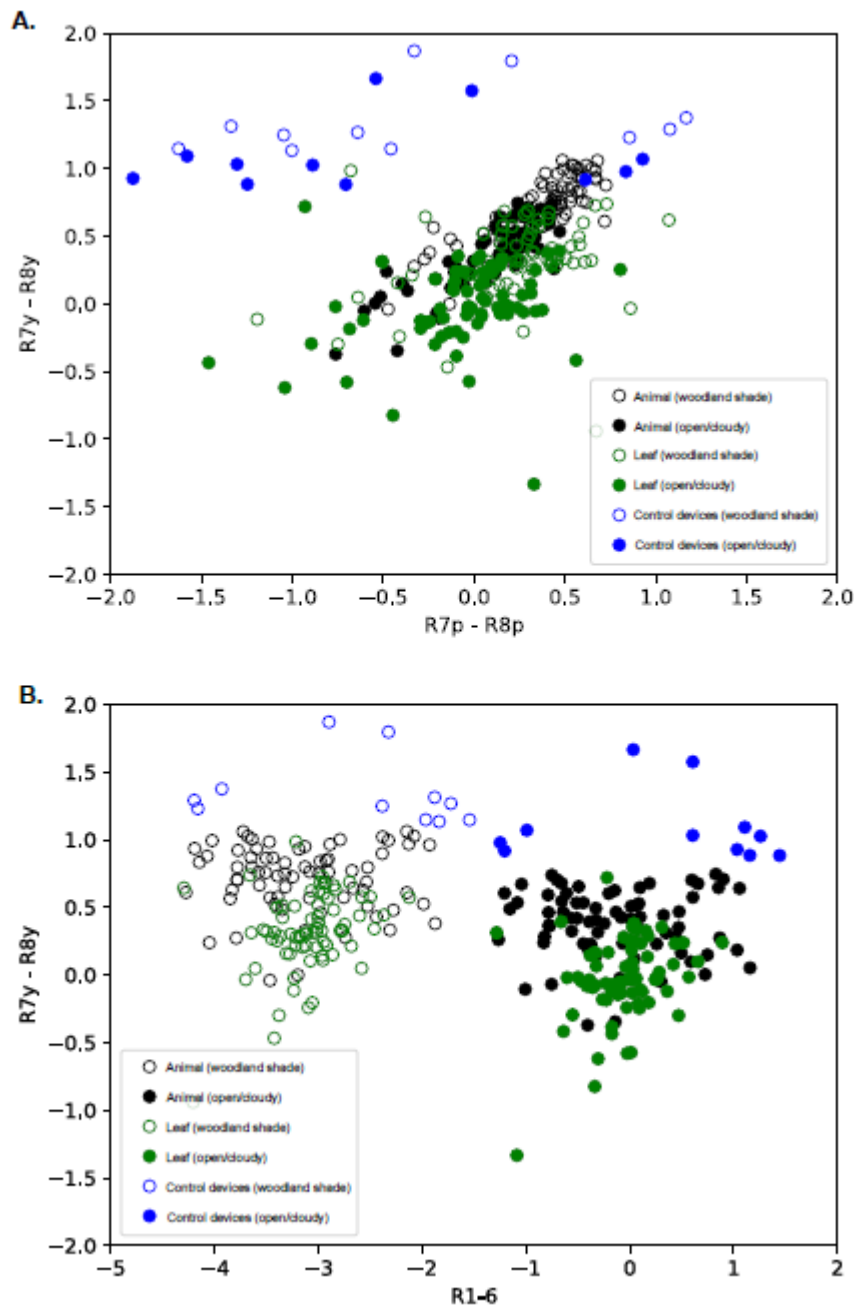 A.
2.0
1.5
1.0
0.5
0.0
−0.5
−1.0
−1.5
−2.0
R7y - R8y
Animal (woodland shade)
Animal (open/cloudy)
Leaf (woodland shade)
Leaf (open/cloudy)
Control devices (woodland shade)
Control devices (open/cloudy)
−2.0 −1.5 −1.0 −0.5 0.0 0.5 1.0 1.5 2.0
R7p - R8p
B.
2.0
1.5
1.0
0.5
0.0
−0.5
−1.0
−1.5
−2.0
R7y - R8y
Animal (woodland shade)
Animal (open/cloudy)
Leaf (woodland shade)
Leaf (open/cloudy)
Control devices (woodland shade)
Control devices (open/cloudy)
−5 −4 −3 −2 −1 0 1 2
R1-6